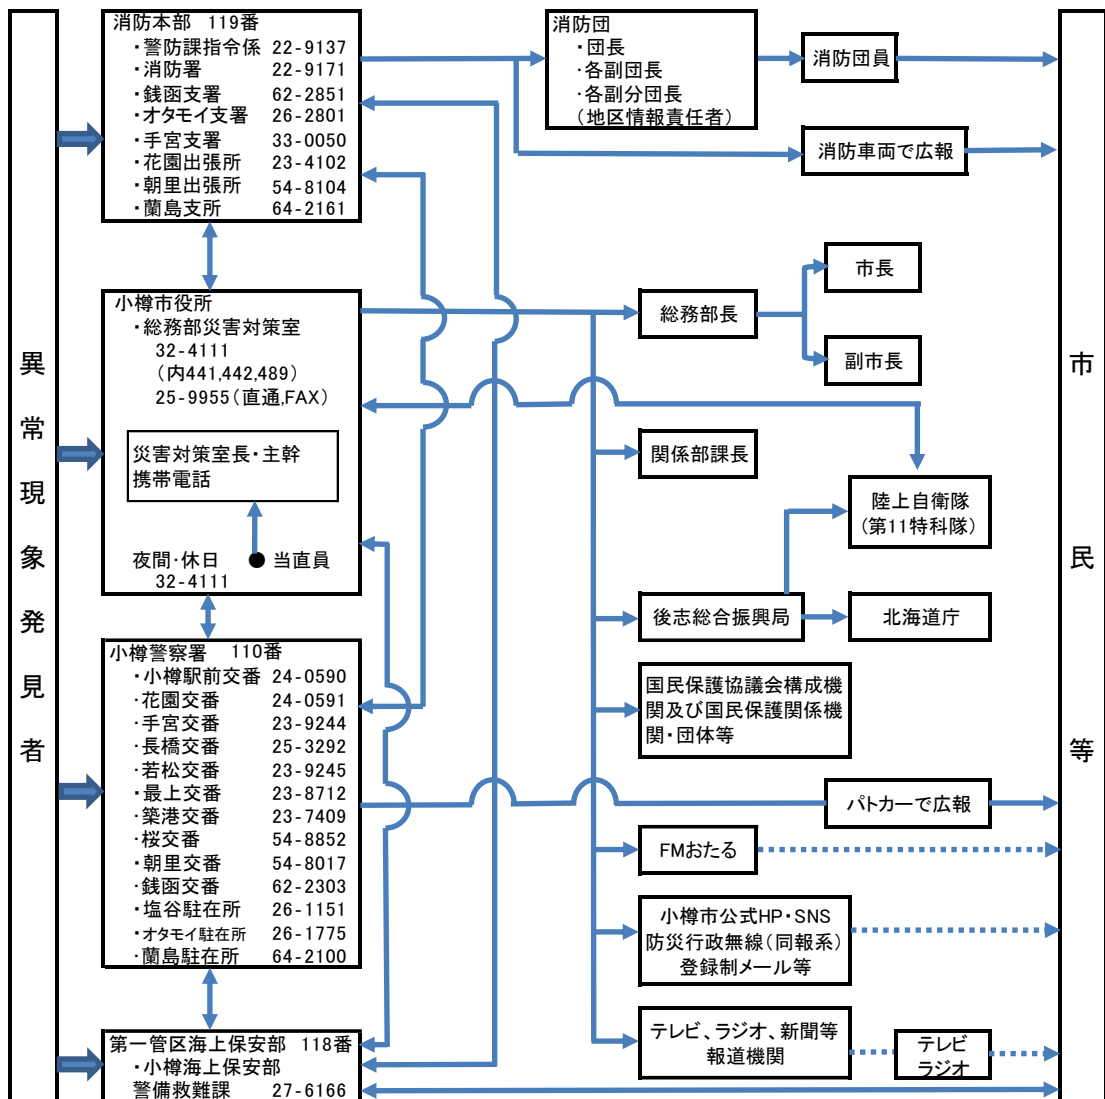 異常現象発見者
消防本部 119番
・警防課指令係 22-9137
・消防署 22-9171
・銭函支署 62-2851
・オタモイ支署 26-2801
・手宮支署 33-0050
・花園出張所 23-4102
・朝里出張所 54-8104
・蘭島支所 64-2161
小樽市役所
・総務部災害対策室
32-4111
(内441,442,489)
25-9955(直通,FAX)
災害対策室長・主幹
携帯電話
夜間・休日 ● 当直員
32-4111
小樽警察署 110番
・小樽駅前交番 24-0590
・花園交番 24-0591
・手宮交番 23-9244
・長橋交番 25-3292
・若松交番 23-9245
・最上交番 23-8712
・築港交番 23-7409
・桜交番 54-8852
・朝里交番 54-8017
・銭函交番 62-2303
・塩谷駐在所 26-1151
・オタモイ駐在所 26-1775
・蘭島駐在所 64-2100
第一管区海上保安部 118番
・小樽海上保安部
警備救難課 27-6166
消防団
・団長
・各副団長
・各副分団長
(地区情報責任者)
消防団員
消防車両で広報
総務部長
市長
副市長
関係部課長
陸上自衛隊
(第11特科隊)
後志総合振興局
北海道庁
国民保護協議会構成機
関及び国民保護関係機
関・団体等
パトカーで広報
FMおたる
小樽市公式HP・SNS
防災行政無線(同報系)
登録制メール等
テレビ、ラジオ、新聞等
報道機関
テレビ
ラジオ
市民等